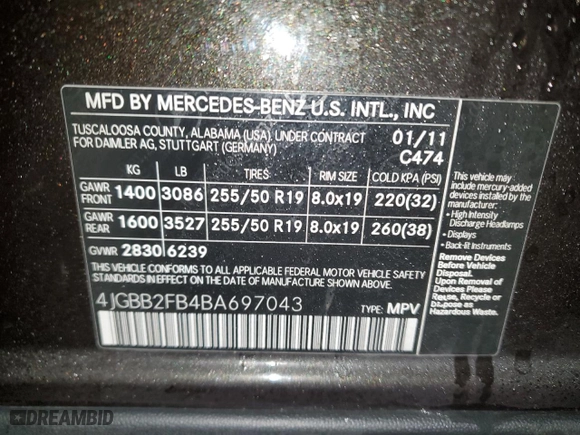 MFD BY MERCEDES-BENZ U.S. INTL., INC
TUSCALOOSA COUNTY, ALABAMA (USA) UNDER CONTRACT
FOR DAIMLER AG, STUTTGART (GERMANY)
01/11
C474
KG TIRES RIM SIZE COLD KPA (PSI)
GAWR FRONT 1400 3086 255/50 R19 8.0x19 220(32)
GAWR REAR 1600 3527 255/50 R19 8.0x19 260(38)
GVWR 2830 6239
THIS VEHICLE CONFORMS TO ALL APPLICABLE FEDERAL MOTOR VEHICLE
SAFETY STANDARDS IN EFFECT ON THE DATE OF MANUFACTURE SHOWN ABOVE.
4JGBB2FB4BA697043
TYPE: MPV
This vehicle may
include mercury-added
devices installed by the
manufacturer:
• High Intensity
Discharge Headlamps
• Displays
• Back-lit Instruments
Remove Devices
Before Vehicle
Disposal.
Upon Removal of
Devices Please
Reuse, Recycle or
Dispose as
Hazardous Waste.
DREAMBID